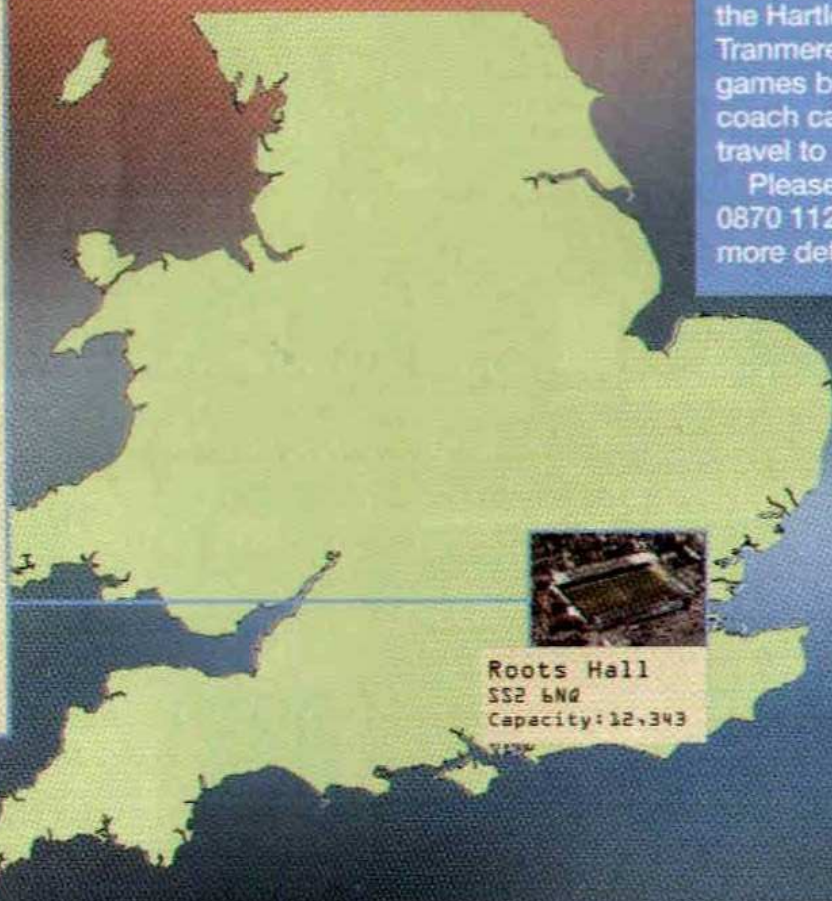 the Hartl
Tranmere
games b
coach ca
travel to
Please
0870 112
more de
Roots Hall
SS2 6NQ
Capacity:12,343